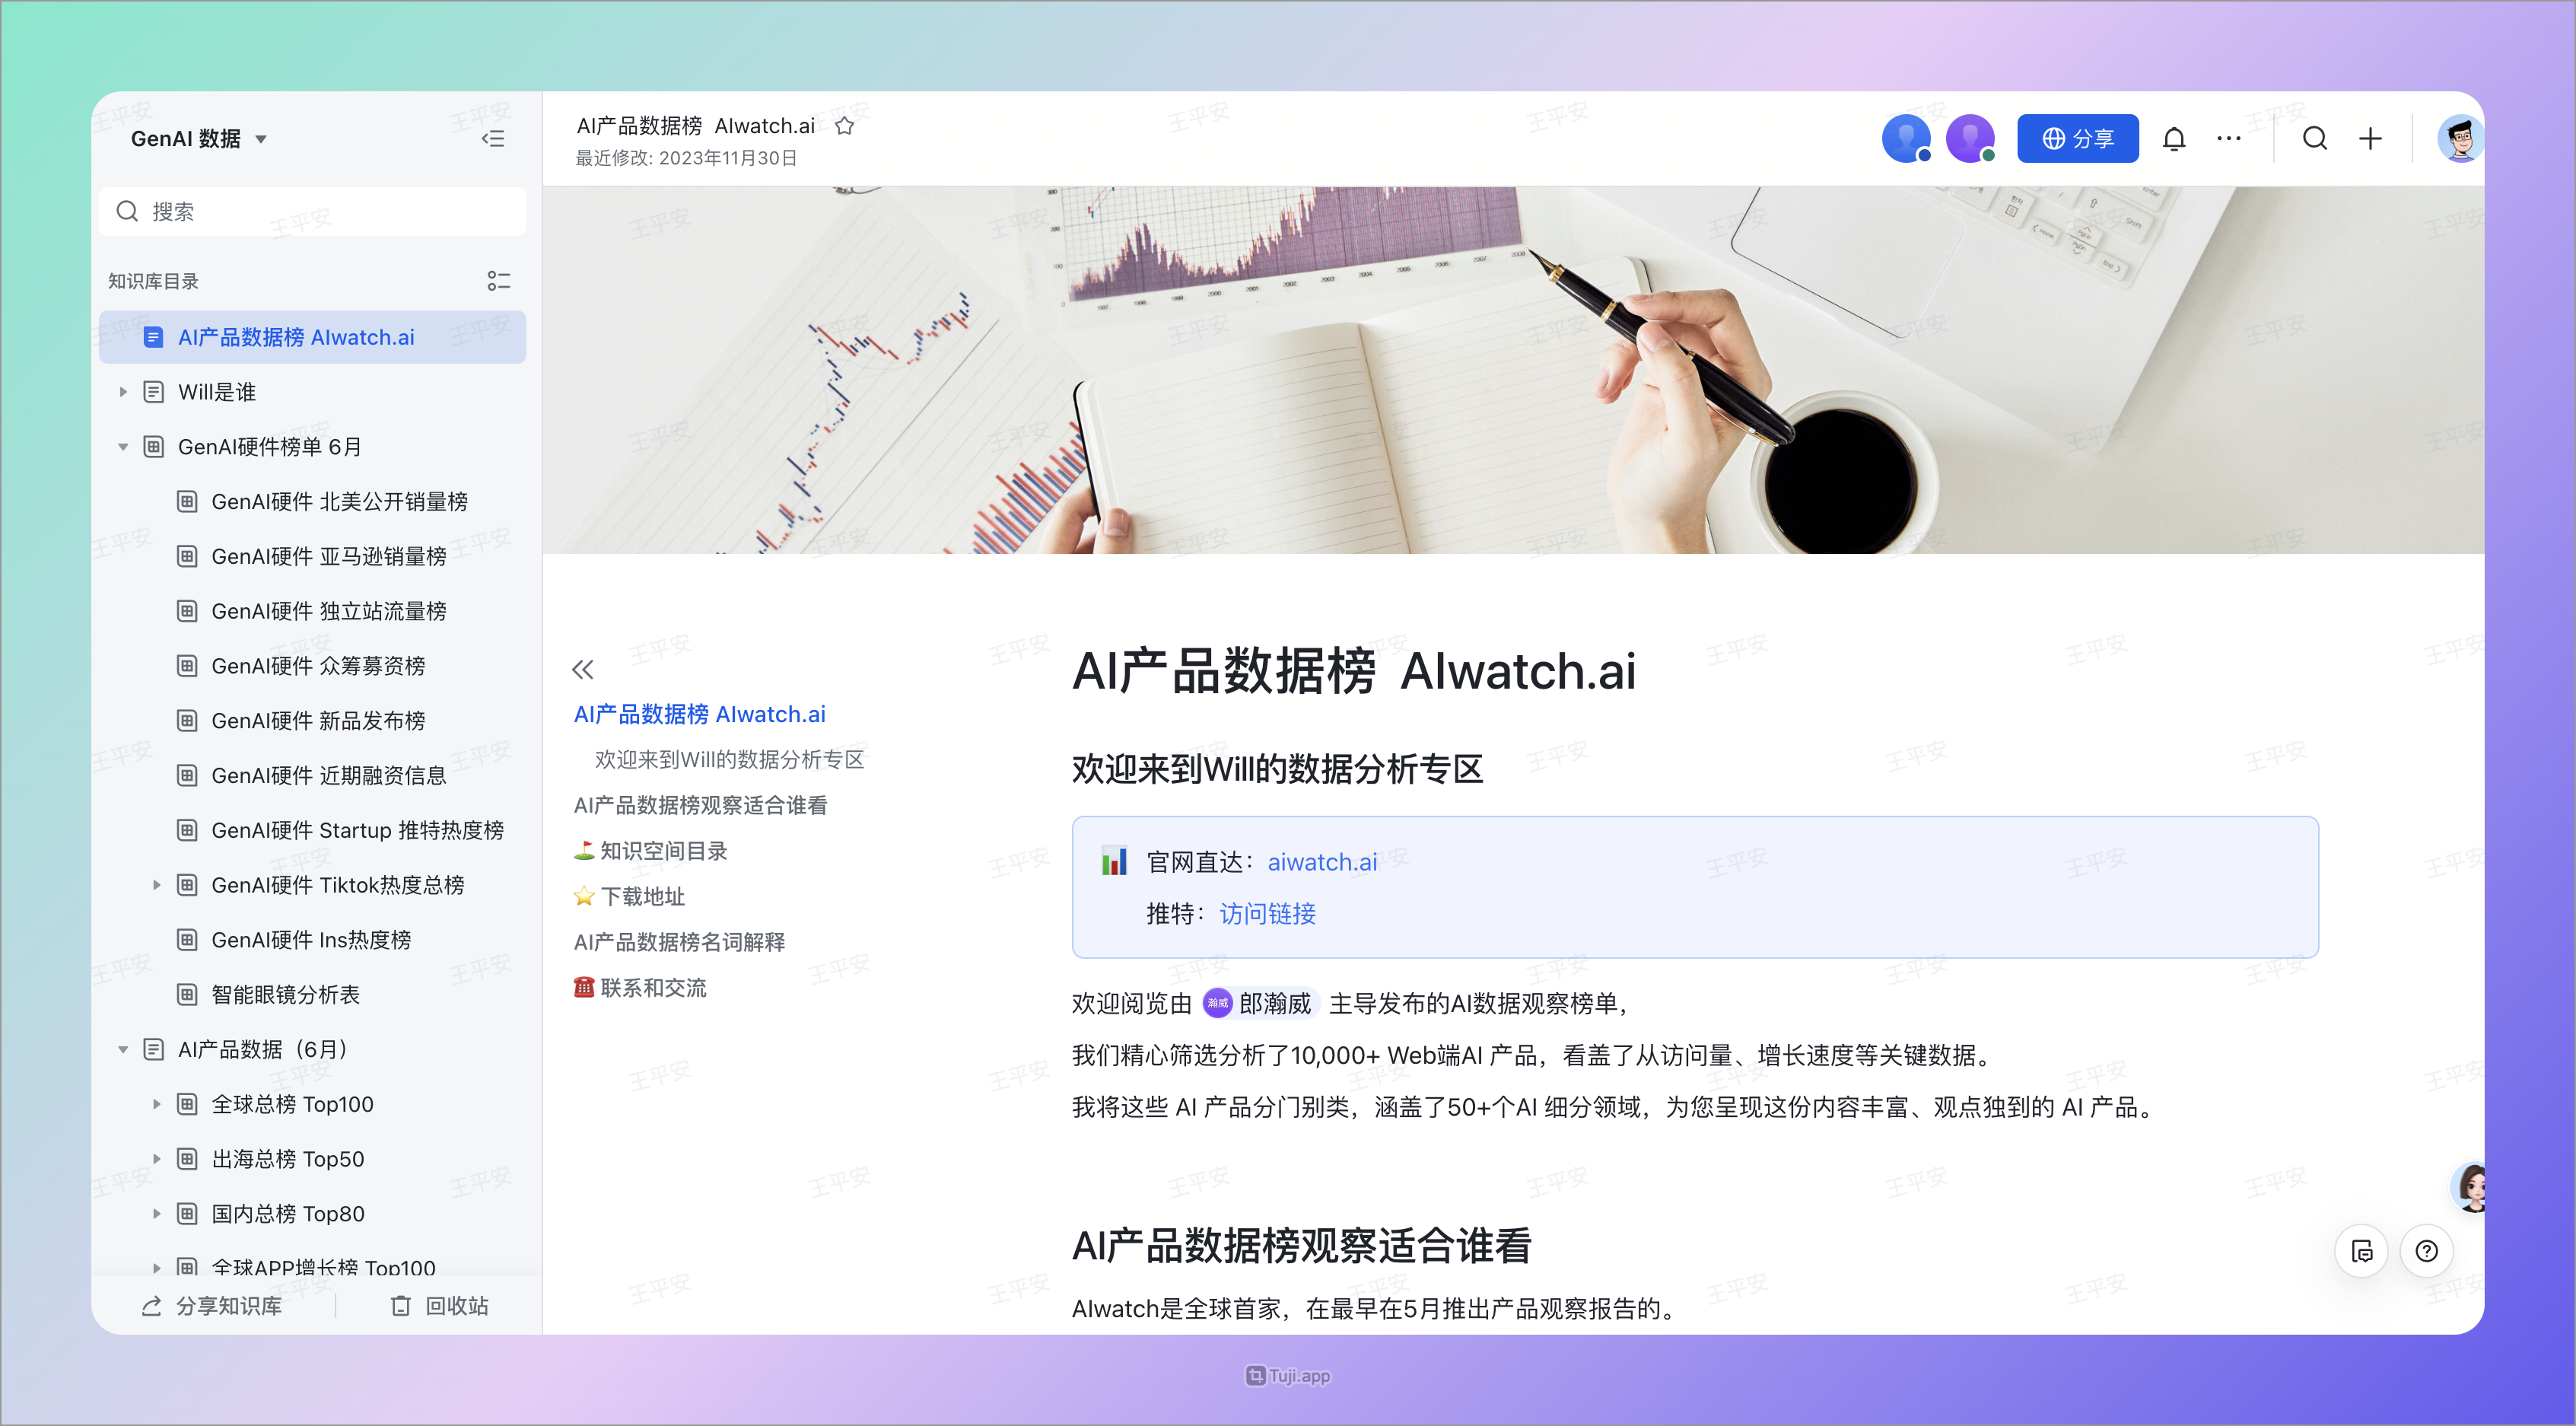 GenAI 数据
搜索
知识库目录
AI产品数据榜 AIwatch.ai
Will是谁
GenAI硬件榜单 6月
GenAI硬件 北美公开销量榜
GenAI硬件 亚马逊销量榜
GenAI硬件 独立站流量榜
GenAI硬件 众筹募资榜
GenAI硬件 新品发布榜
GenAI硬件 近期融资信息
GenAI硬件 Startup 推特热度榜
GenAI硬件 Tiktok热度总榜
GenAI硬件 Ins热度榜
智能眼镜分析表
AI产品数据（6月）
全球总榜 Top100
出海总榜 Top50
国内总榜 Top80
全球APP增长榜 Top100
分享知识库
回收站
AI产品数据榜 AIwatch.ai
最近修改: 2023年11月30日
分享
AI产品数据榜 AIwatch.ai
欢迎来到Will的数据分析专区
AI产品数据榜观察适合谁看
知识空间目录
下载地址
AI产品数据榜名词解释
联系和交流
AI产品数据榜 AIwatch.ai
欢迎来到Will的数据分析专区
官网直达：aiwatch.ai
推特：访问链接
欢迎阅览由 瀚威 郎瀚威 主导发布的AI数据观察榜单，
我们精心筛选分析了10,000+ Web端AI 产品，看盖了从访问量、增长速度等关键数据。
我将这些 AI 产品分门别类，涵盖了50+个AI 细分领域，为您呈现这份内容丰富、观点独到的 AI 产品。
AI产品数据榜观察适合谁看
AIwatch是全球首家，在最早在5月推出产品观察报告的。
王平安
Tuji.app